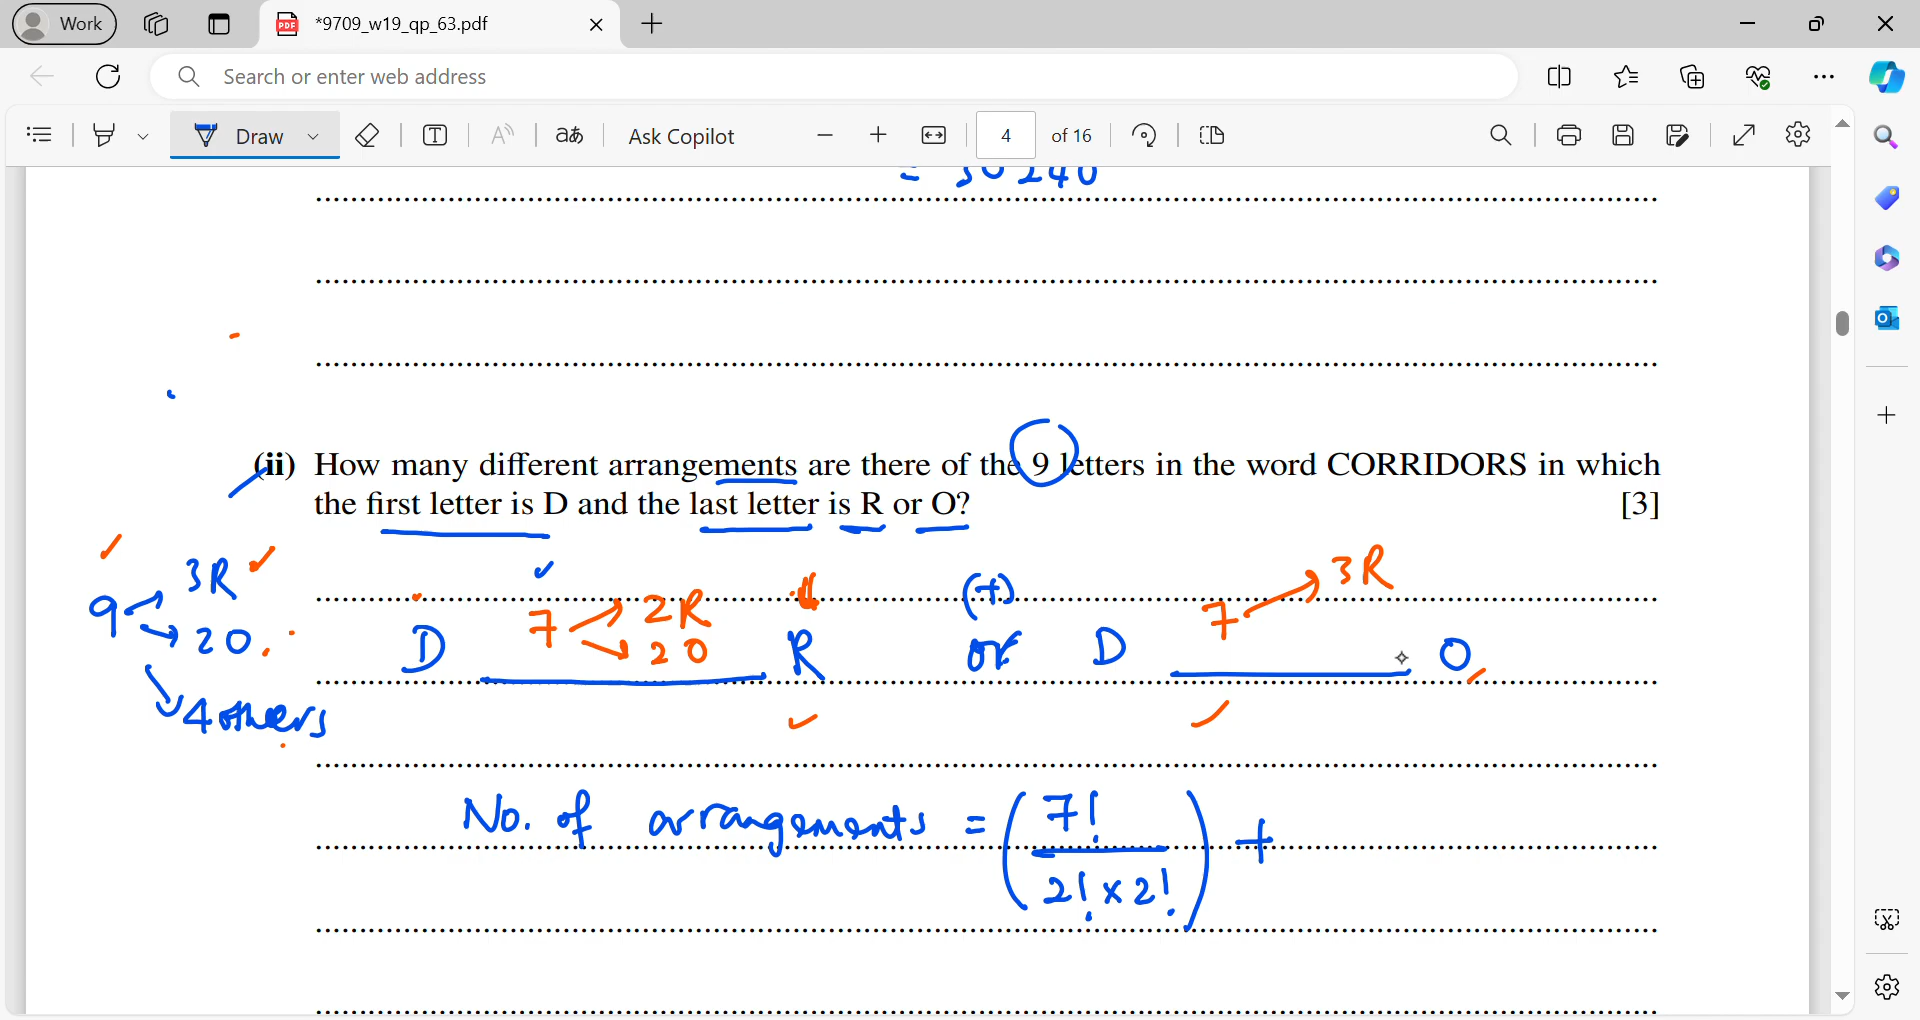 Work
*9709_w19_qp_63.pdf
Search or enter web address
Draw
Ask Copilot
4 of 16
= 30240
(ii) How many different arrangements are there of the 9 letters in the word CORRIDORS in which
the first letter is D and the last letter is R or O? [3]
9
3R
2O
4 others
D 7 2R 2O R (+) or D 7 3R O
No. of arrangements = (7!/2! × 2!) +